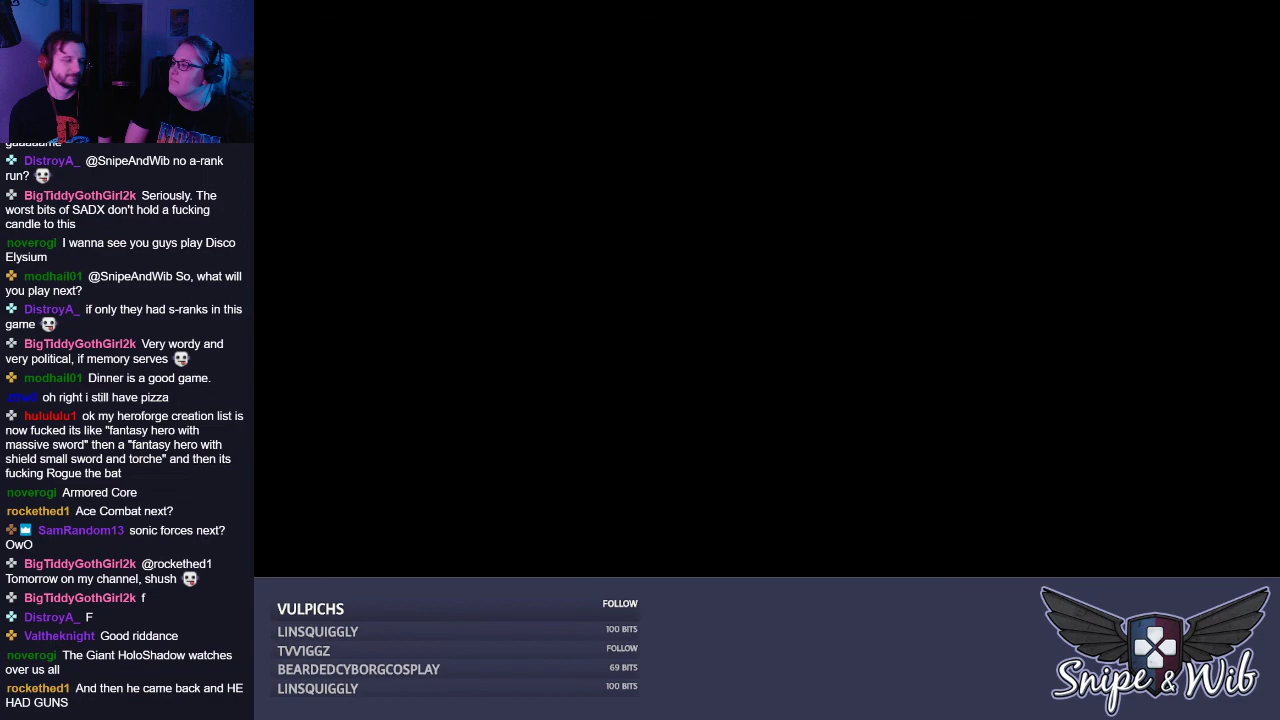 gaaaaame
DistroyA_ @SnipeAndWib no a-rank
run?
BigTiddyGothGirl2k Seriously. The
worst bits of SADX don't hold a fucking
candle to this
noverogi I wanna see you guys play Disco
Elysium
modhail01 @SnipeAndWib So, what will
you play next?
DistroyA_ if only they had s-ranks in this
game
BigTiddyGothGirl2k Very wordy and
very political, if memory serves
modhail01 Dinner is a good game.
oh right i still have pizza
hulululu1 ok my heroforge creation list is
now fucked its like "fantasy hero with
massive sword" then a "fantasy hero with
shield small sword and torche" and then its
fucking Rogue the bat
noverogi Armored Core
rockethed1 Ace Combat next?
SamRandom13 sonic forces next?
OwO
BigTiddyGothGirl2k @rockethed1
Tomorrow on my channel, shush
BigTiddyGothGirl2k f
DistroyA_ F
Valtheknight Good riddance
noverogi The Giant HoloShadow watches
over us all
rockethed1 And then he came back and HE
HAD GUNS
VULPICHS FOLLOW
LINSQUIGGLY 100 BITS
TVV1GGZ FOLLOW
BEARDEDCYBORGCOSPLAY 69 BITS
LINSQUIGGLY 100 BITS
Snipe & Wib